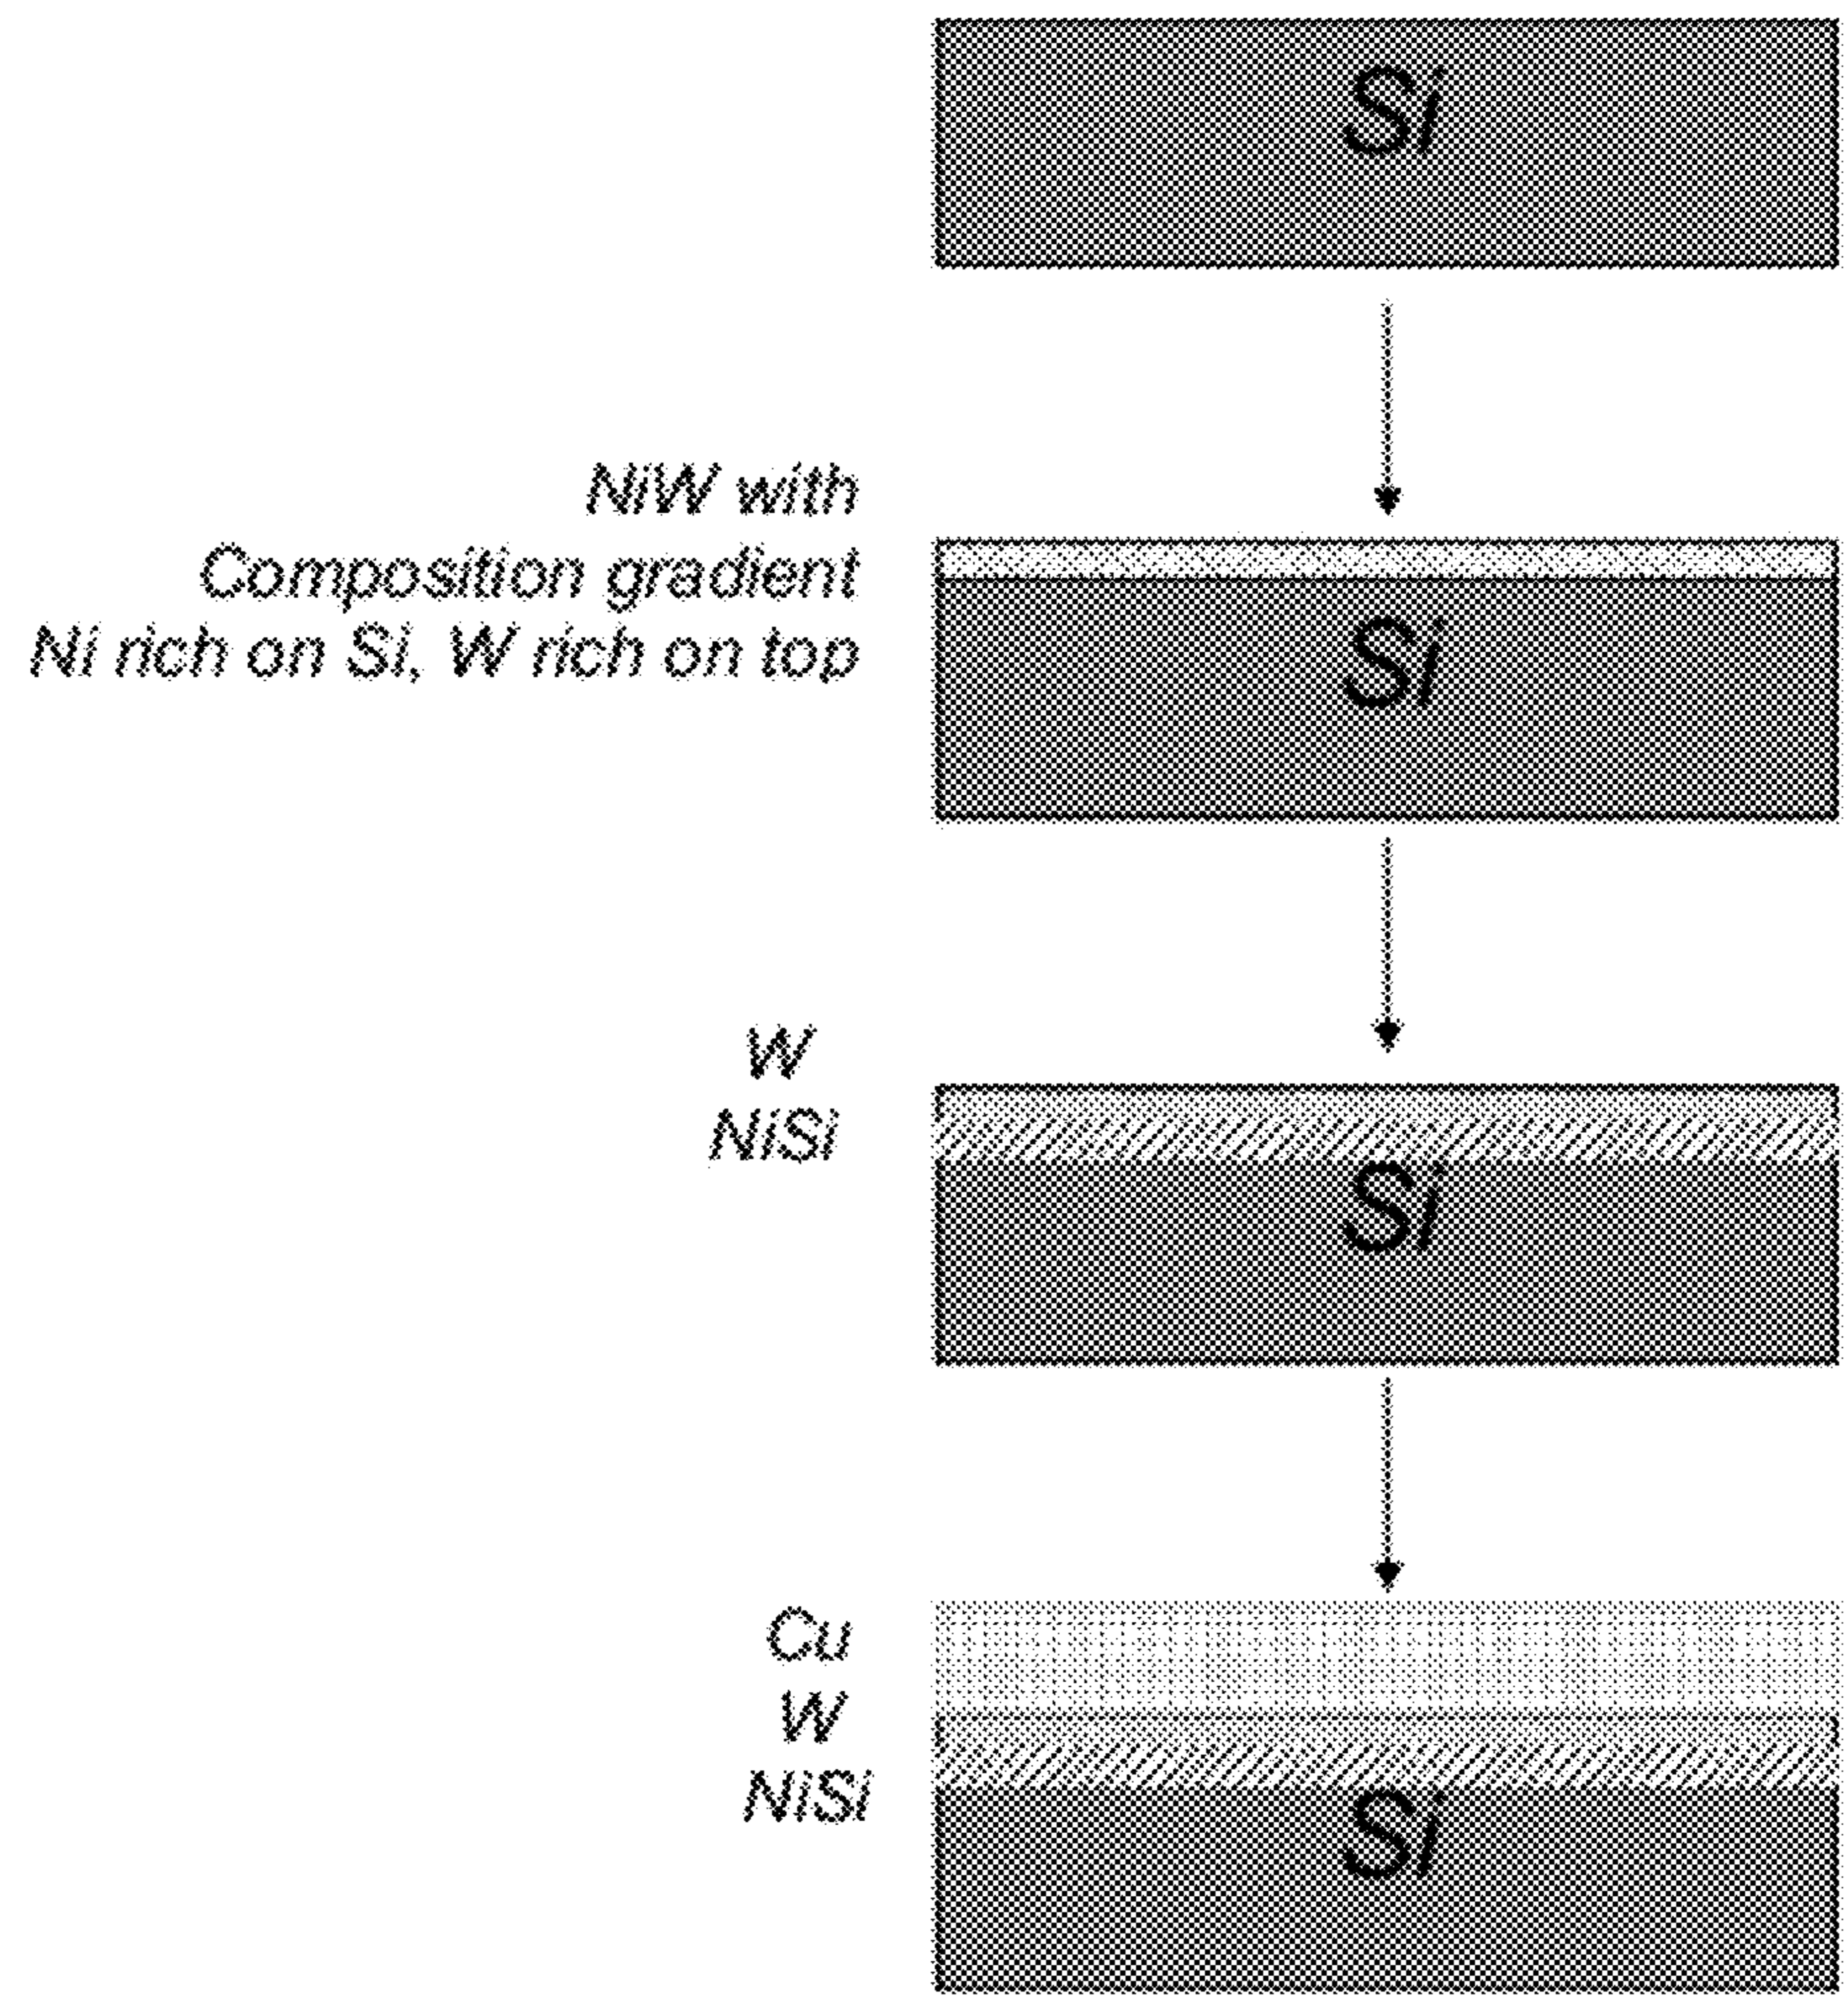 Si
NiW with
Composition gradient
Ni rich on Si, W rich on top
Si
W
NiSi
Si
Cu
W
NiSi
Si